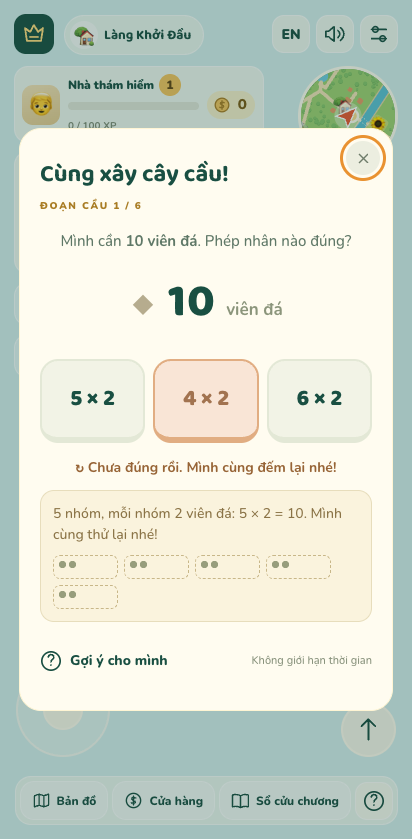 Làng Khởi Đầu
EN
Nhà thám hiểm 1
0
0 / 100 XP
Cùng xây cây cầu!
ĐOẠN CẦU 1 / 6
Mình cần 10 viên đá. Phép nhân nào đúng?
10 viên đá
5 × 2
4 × 2
6 × 2
↻ Chưa đúng rồi. Mình cùng đếm lại nhé!
5 nhóm, mỗi nhóm 2 viên đá: 5 × 2 = 10. Mình
cùng thử lại nhé!
Gợi ý cho mình
Không giới hạn thời gian
Bản đồ
Cửa hàng
Sổ cửu chương